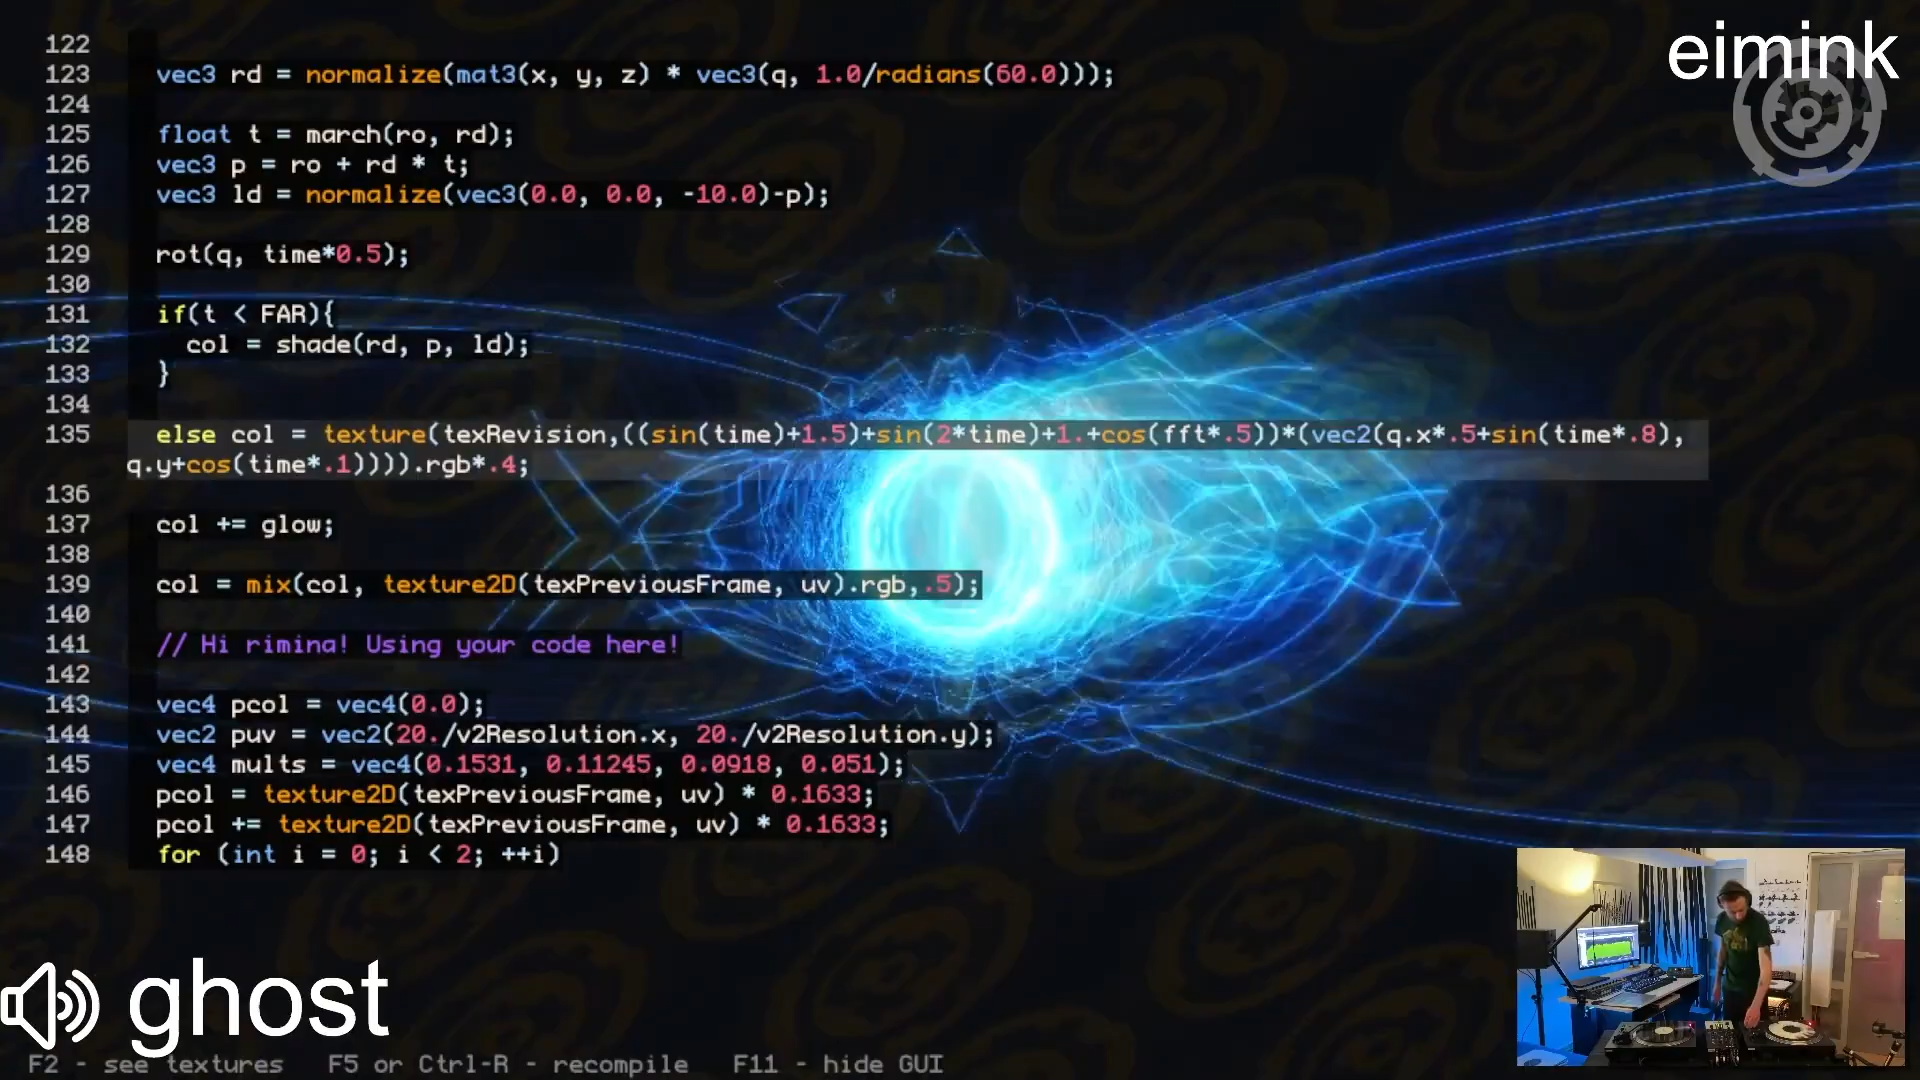 122
eimink
123 vec3 rd = normalize(mat3(x, y, z) * vec3(q, 1.0/radians(60.0)));
124
125 float t = march(ro, rd);
126 vec3 p = ro + rd * t;
127 vec3 ld = normalize(vec3(0.0, 0.0, -10.0)-p);
128
129 rot(q, time*0.5);
130
131 if(t < FAR){
132 col = shade(rd, p, ld);
133 }
134
135 else col = texture(texRevision,((sin(time)+1.5)+sin(2*time)+1.+cos(fft*.5))*(vec2(q.x*.5+sin(time*.8),
q.y+cos(time*.1)))).rgb*.4;
136
137 col += glow;
138
139 col = mix(col, texture2D(texPreviousFrame, uv).rgb,.5);
140
141 // Hi rimina! Using your code here!
142
143 vec4 pcol = vec4(0.0);
144 vec2 puv = vec2(20./v2Resolution.x, 20./v2Resolution.y);
145 vec4 mults = vec4(0.1531, 0.11245, 0.0918, 0.051);
146 pcol = texture2D(texPreviousFrame, uv) * 0.1633;
147 pcol += texture2D(texPreviousFrame, uv) * 0.1633;
148 for (int i = 0; i < 2; ++i)
ghost
F2 - see textures F5 or Ctrl-R - recompile F11 - hide GUI